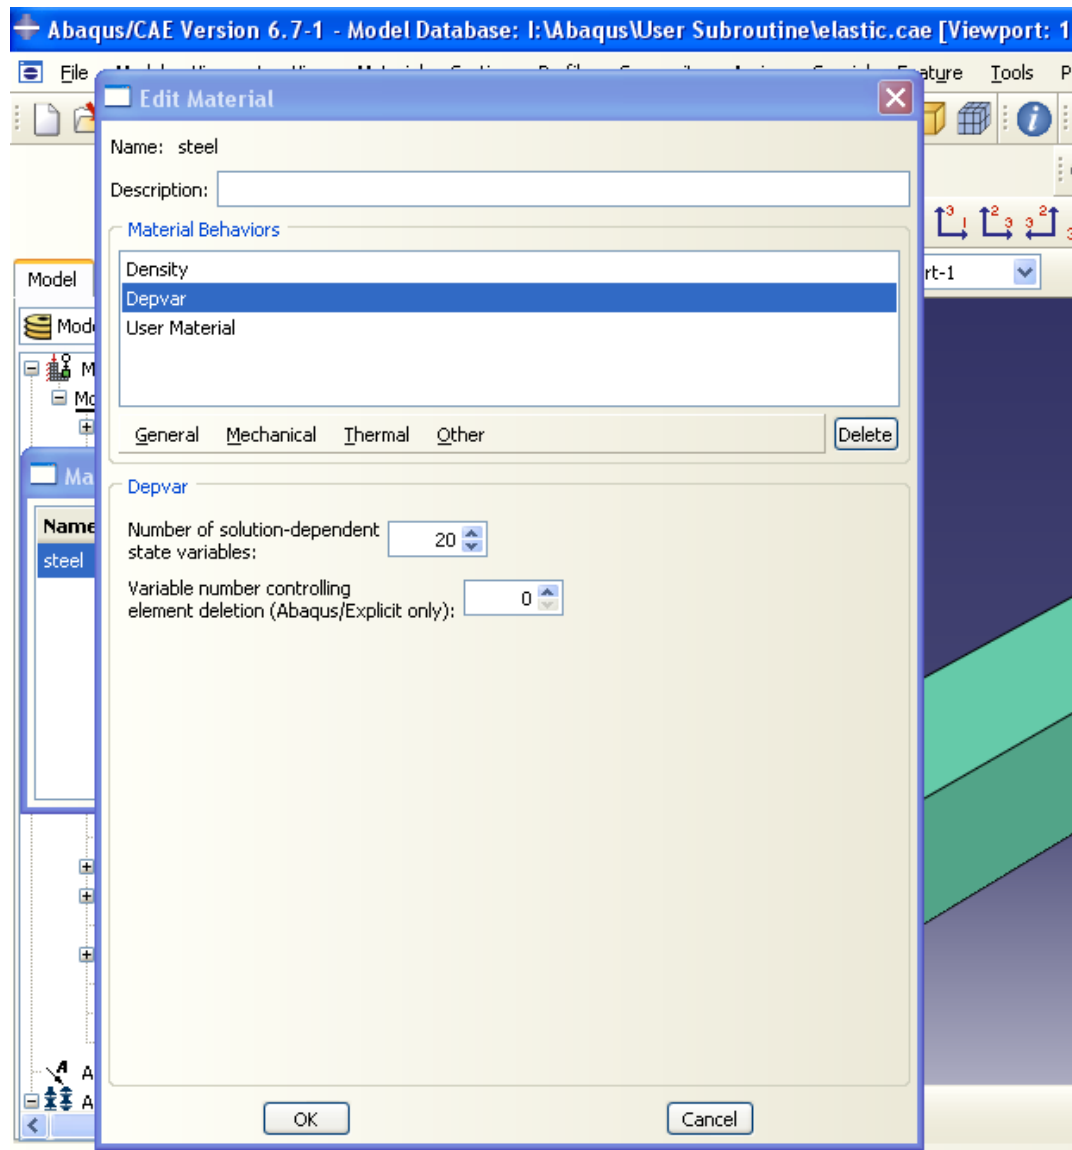 Abaqus/CAE Version 6.7-1 - Model Database: I:\Abaqus\User Subroutine\elastic.cae [Viewport: 1
File
Tools
Edit Material
Name: steel
Description:
Material Behaviors
Density
Depvar
User Material
General Mechanical Thermal Other Delete
Depvar
Number of solution-dependent
state variables:
20
Variable number controlling
element deletion (Abaqus/Explicit only):
0
OK Cancel
Model
rt-1
Name
steel